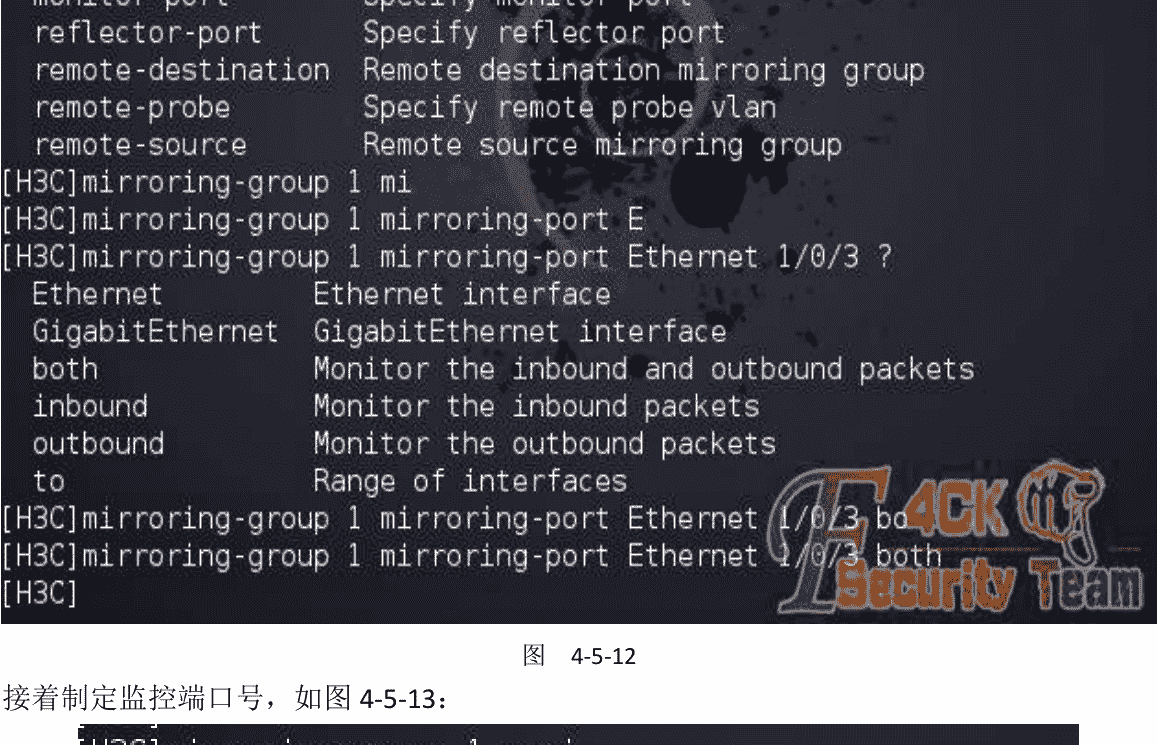 monitor-port Specify monitor port
reflector-port Specify reflector port
remote-destination Remote destination mirroring group
remote-probe Specify remote probe vlan
remote-source Remote source mirroring group
[H3C]mirroring-group 1 mi
[H3C]mirroring-group 1 mirroring-port E
[H3C]mirroring-group 1 mirroring-port Ethernet 1/0/3 ?
Ethernet Ethernet interface
GigabitEthernet GigabitEthernet interface
both Monitor the inbound and outbound packets
inbound Monitor the inbound packets
outbound Monitor the outbound packets
to Range of interfaces
[H3C]mirroring-group 1 mirroring-port Ethernet 1/0/3 bo
[H3C]mirroring-group 1 mirroring-port Ethernet 1/0/3 both
[H3C]
F4CK
Security Team
图 4-5-12
接着制定监控端口号，如图 4-5-13：